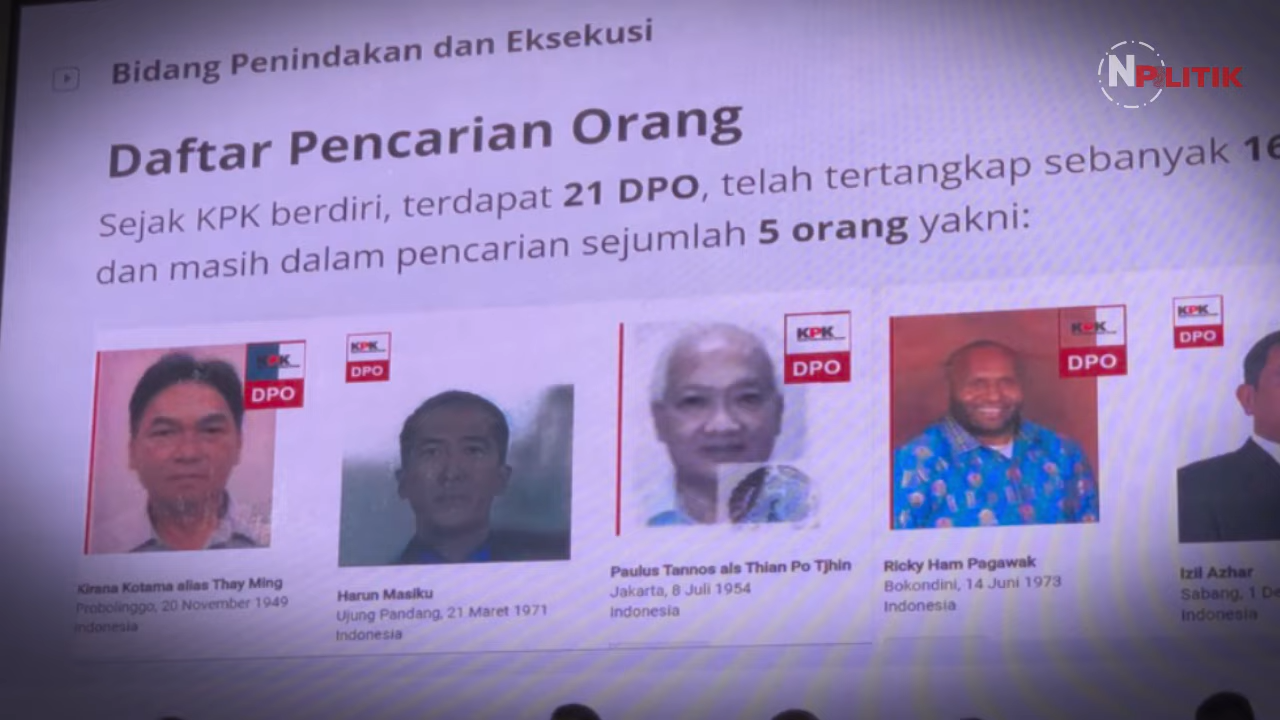 Bidang Penindakan dan Eksekusi
NPOLITIK
Daftar Pencarian Orang
Sejak KPK berdiri, terdapat 21 DPO, telah tertangkap sebanyak 16
dan masih dalam pencarian sejumlah 5 orang yakni:
KPK
DPO
KPK
DPO
KPK
DPO
KPK
DPO
KPK
DPO
Kirana Kotama alias Thay Ming
Probolinggo, 20 November 1949
Indonesia
Harun Masiku
Ujung Pandang, 21 Maret 1971
Indonesia
Paulus Tannos als Thian Po Tjhin
Jakarta, 8 Juli 1954
Indonesia
Ricky Ham Pagawak
Bokondini, 14 Juni 1973
Indonesia
Izil Azhar
Sabang, 1 De
Indonesia